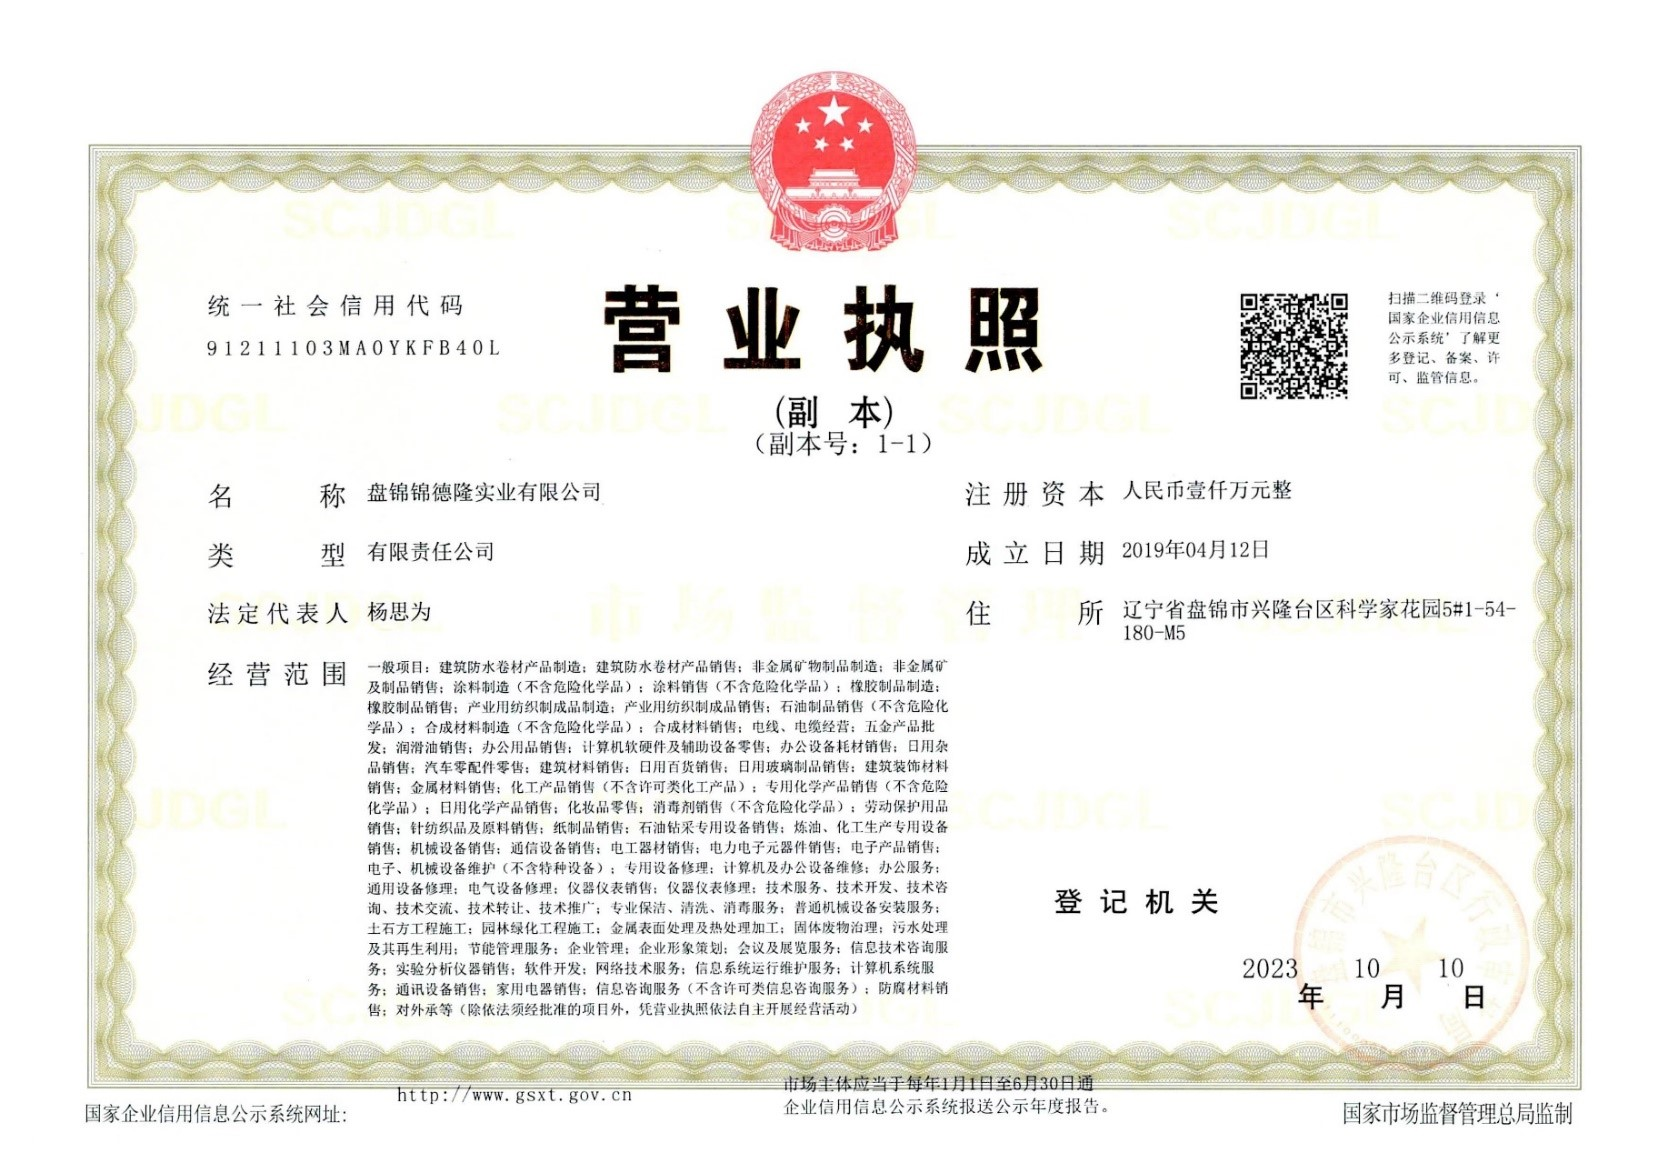 统一社会信用代码
91211103MA0YKFB40L
营业执照
(副 本)
(副本号: 1-1)
扫描二维码登录‘
国家企业信用信息
公示系统’了解更
多登记、备案、许
可、监管信息。
名 称 盘锦锦德隆实业有限公司
类 型 有限责任公司
法定代表人 杨思为
注册资本 人民币壹仟万元整
成立日期 2019年04月12日
住 所 辽宁省盘锦市兴隆台区科学家花园5#1-54-
180-M5
经营范围 一般项目：建筑防水卷材产品制造；建筑防水卷材产品销售；非金属矿物制品制造；非金属矿
及制品销售；涂料制造（不含危险化学品）；涂料销售（不含危险化学品）；橡胶制品制造；
橡胶制品销售；产业用纺织制成品制造；产业用纺织制成品销售；石油制品销售（不含危险化
学品）；合成材料制造（不含危险化学品）；合成材料销售；电线、电缆经营；五金产品批
发；润滑油销售；办公用品销售；计算机软硬件及辅助设备零售；办公设备耗材销售；日用杂
品销售；汽车零配件零售；建筑材料销售；日用百货销售；日用玻璃制品销售；建筑装饰材料
销售；金属材料销售；化工产品销售（不含许可类化工产品）；专用化学产品销售（不含危险
化学品）；日用化学产品销售；化妆品零售；消毒剂销售（不含危险化学品）；劳动保护用品
销售；针纺织品及原料销售；纸制品销售；石油钻采专用设备销售；炼油、化工生产专用设备
销售；机械设备销售；通信设备销售；电工器材销售；电力电子元器件销售；电子产品销售；
电子、机械设备维护（不含特种设备）；专用设备修理；计算机及办公设备维修；办公服务；
通用设备修理；电气设备修理；仪器仪表销售；仪器仪表修理；技术服务、技术开发、技术咨
询、技术交流、技术转让、技术推广；专业保洁、清洗、消毒服务；普通机械设备安装服务；
土石方工程施工；园林绿化工程施工；金属表面处理及热处理加工；固体废物治理；污水处理
及其再生利用；节能管理服务；企业管理；企业形象策划；会议及展览服务；信息技术咨询服
务；实验分析仪器销售；软件开发；网络技术服务；信息系统运行维护服务；计算机系统服
务；通讯设备销售；家用电器销售；信息咨询服务（不含许可类信息咨询服务）；防腐材料销
售；对外承等（除依法须经批准的项目外，凭营业执照依法自主开展经营活动）
登记机关
2023 年 10 月 10 日
国家企业信用信息公示系统网址: http://www.gsxt.gov.cn
市场主体应当于每年1月1日至6月30日通
企业信用信息公示系统报送公示年度报告。
国家市场监督管理总局监制